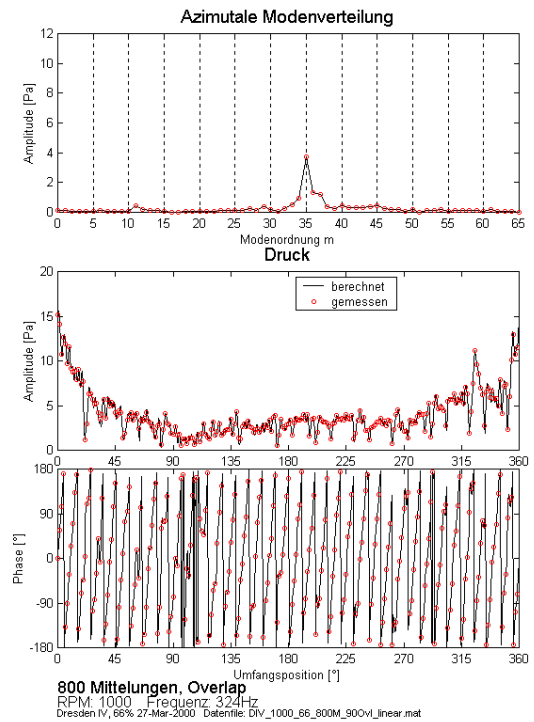 Azimutale Modenverteilung
Amplitude [Pa]
12
10
8
6
4
2
0
0 5 10 15 20 25 30 35 40 45 50 55 60 65
Modenordnung m
Druck
Amplitude [Pa]
20
15
10
5
0
berechnet
gemessen
0 45 90 135 180 225 270 315 360
Phase [°]
180
90
0
-90
-180
0 45 90 135 180 225 270 315 360
Umfangsposition [°]
800 Mittelungen, Overlap
RPM: 1000 Frequenz: 324Hz
Dresden IV, 66% 27-Mar-2000 Datenfile: DIV_1000_66_800M_90Ovl_linear.mat